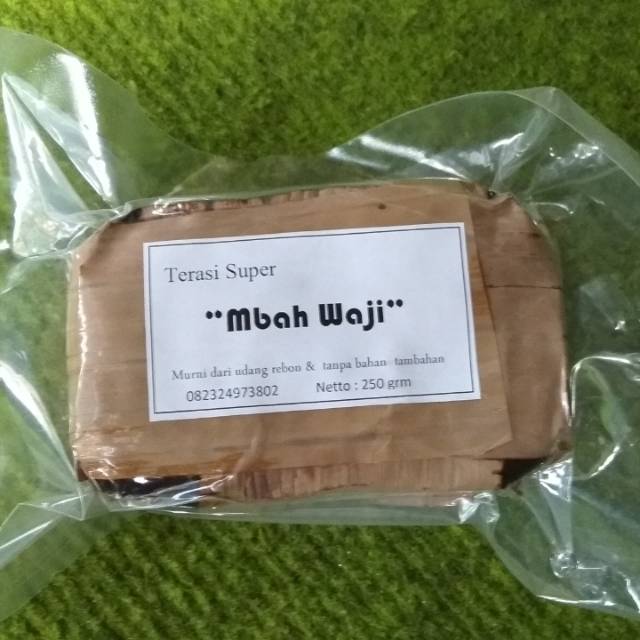 Terasi Super
“Mbah Waji”
Murni dari udang rebon & tanpa bahan tambahan
082324973802 Netto : 250 grm